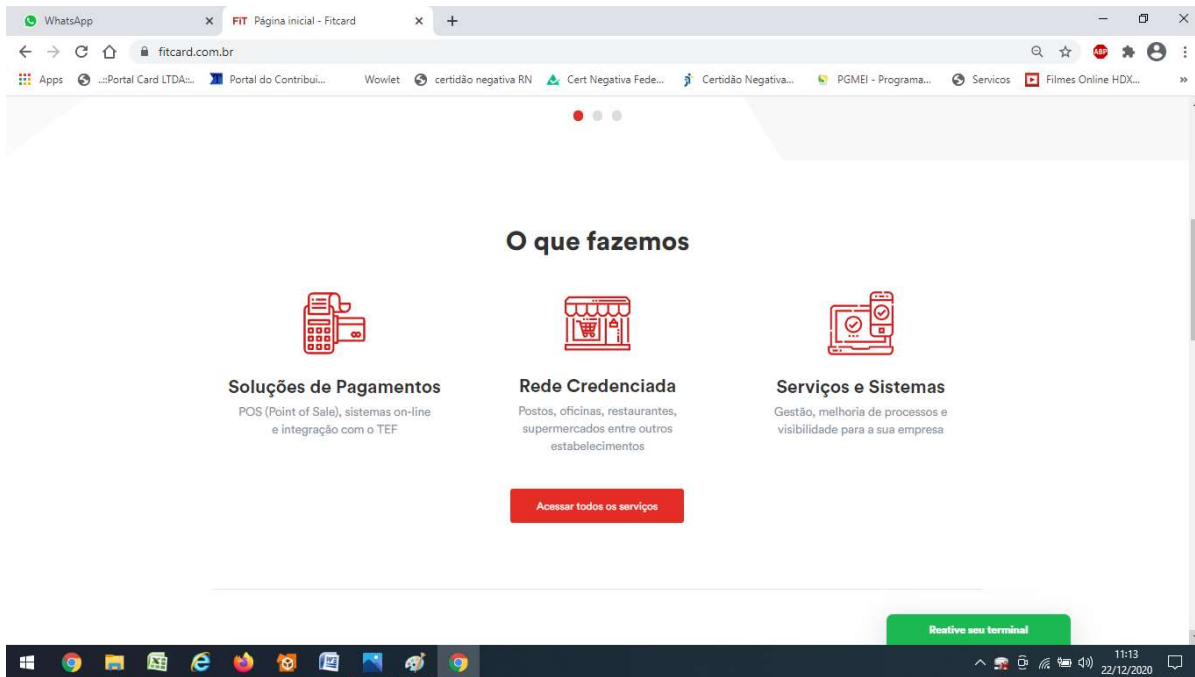 WhatsApp
FIT Página inicial - Fitcard
fitcard.com.br
ABP
Apps
..::Portal Card LTDA::..
Portal do Contribui...
Wowlet
certidão negativa RN
Cert Negativa Fede...
Certidão Negativa...
PGMEI - Programa...
Servicos
Filmes Online HDX...
»
O que fazemos
Soluções de Pagamentos
POS (Point of Sale), sistemas on-line
e integração com o TEF
Rede Credenciada
Postos, oficinas, restaurantes,
supermercados entre outros
estabelecimentos
Serviços e Sistemas
Gestão, melhoria de processos e
visibilidade para a sua empresa
Acessar todos os serviços
Reative seu terminal
11:13
22/12/2020